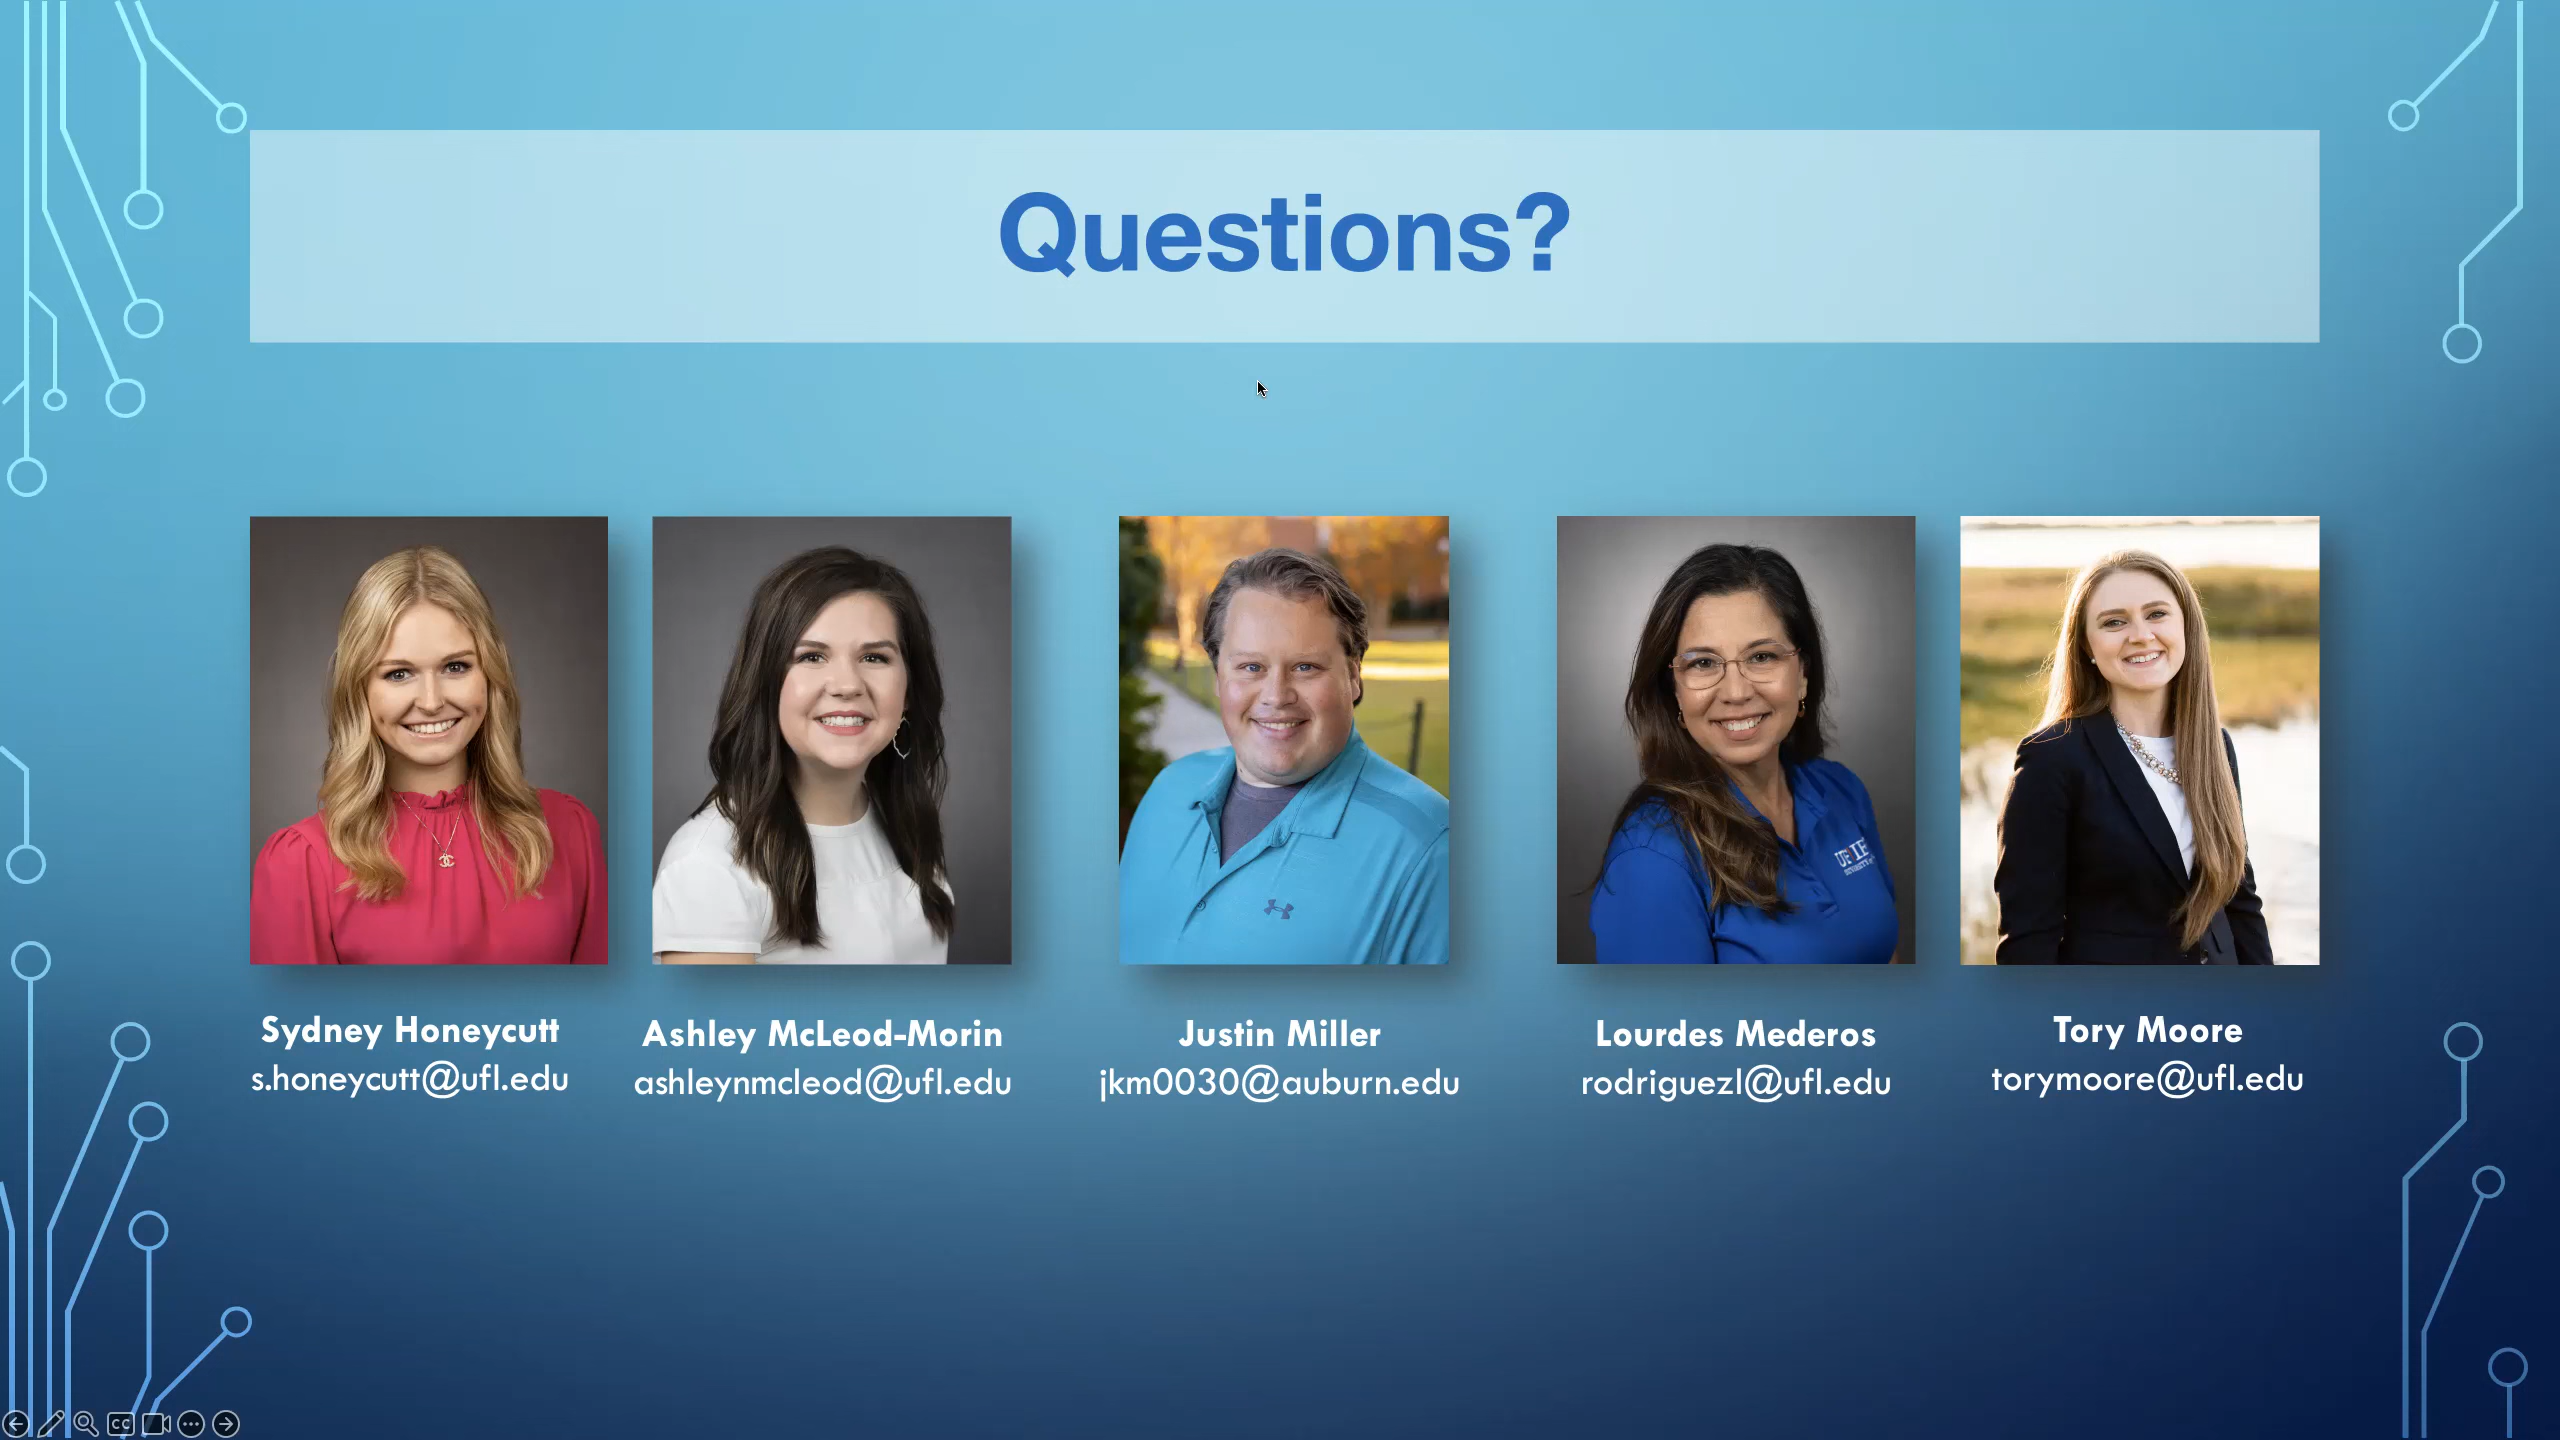 Questions?
Sydney Honeycutt
s.honeycutt@ufl.edu
Ashley McLeod-Morin
ashleynmcleod@ufl.edu
Justin Miller
jkm0030@auburn.edu
Lourdes Mederos
rodriguezl@ufl.edu
Tory Moore
torymoore@ufl.edu
CC